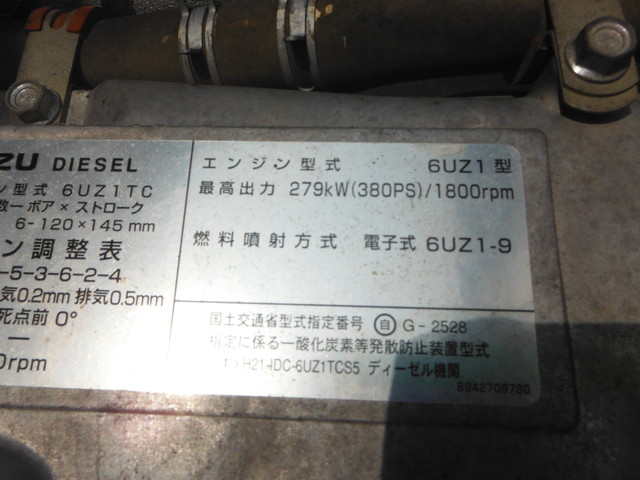 ZU DIESEL
ン型式 6UZ1TC
数ーボア×ストローク
6-120×145 mm
ン調整表
-5-3-6-2-4
気0.2mm 排気0.5mm
死点前 0°
—
0rpm
エンジン型式 6UZ1型
最高出力 279kW(380PS)/1800rpm
燃料噴射方式 電子式 6UZ1-9
国土交通省型式指定番号 自 G-2528
指定に係る一酸化炭素等発散防止装置型式
H21-IDC-6UZ1TCS5 ディーゼル機関
8942709780